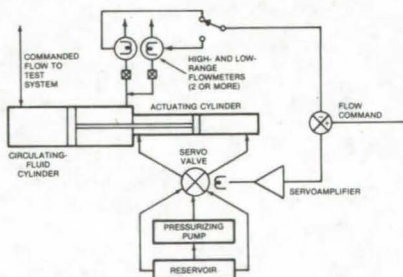 COMMANDED
FLOW TO
TEST
SYSTEM
HIGH- AND LOW-
RANGE
FLOWMETERS
(2 OR MORE)
ACTUATING CYLINDER
CIRCULATING-
FLUID
CYLINDER
SERVO
VALVE
FLOW
COMMAND
SERVOAMPLIFIER
PRESSURIZING
PUMP
RESERVOIR